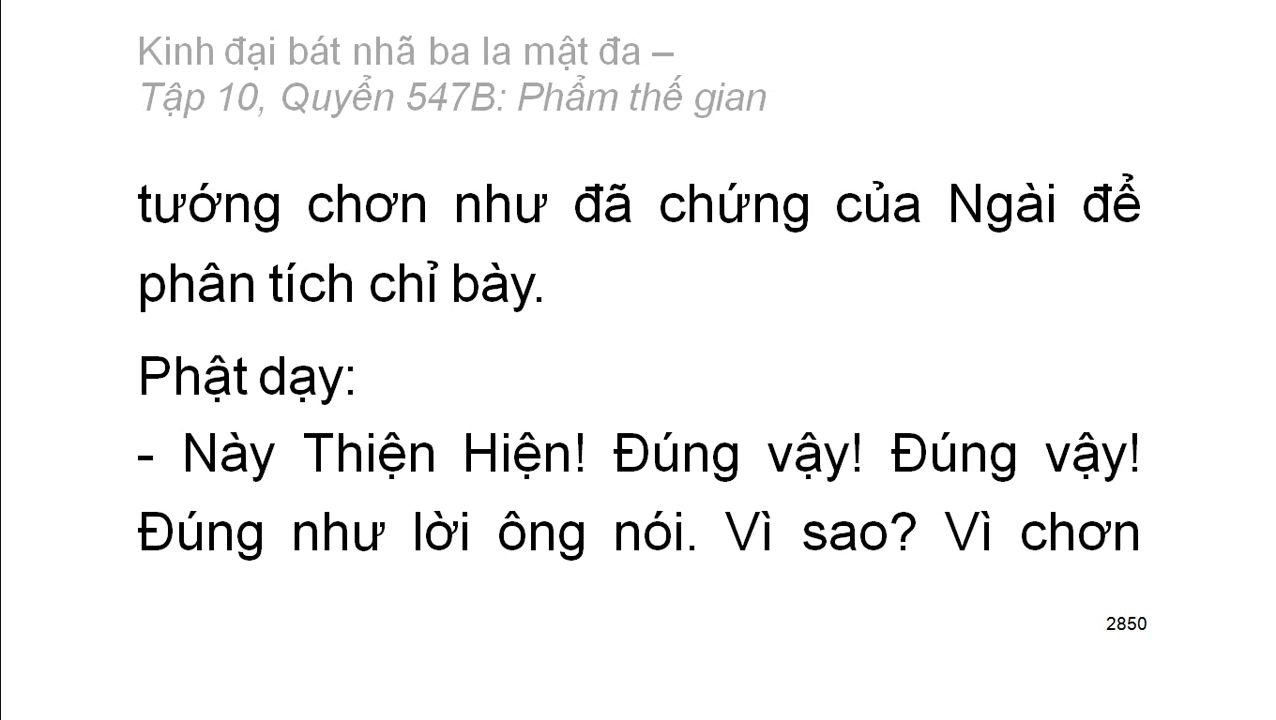 Kinh đại bát nhã ba la mật đa –
Tập 10, Quyển 547B: Phẩm thế gian
tướng chơn như đã chứng của Ngài để
phân tích chỉ bày.
Phật dạy:
- Này Thiện Hiện! Đúng vậy! Đúng vậy!
Đúng như lời ông nói. Vì sao? Vì chơn
2850